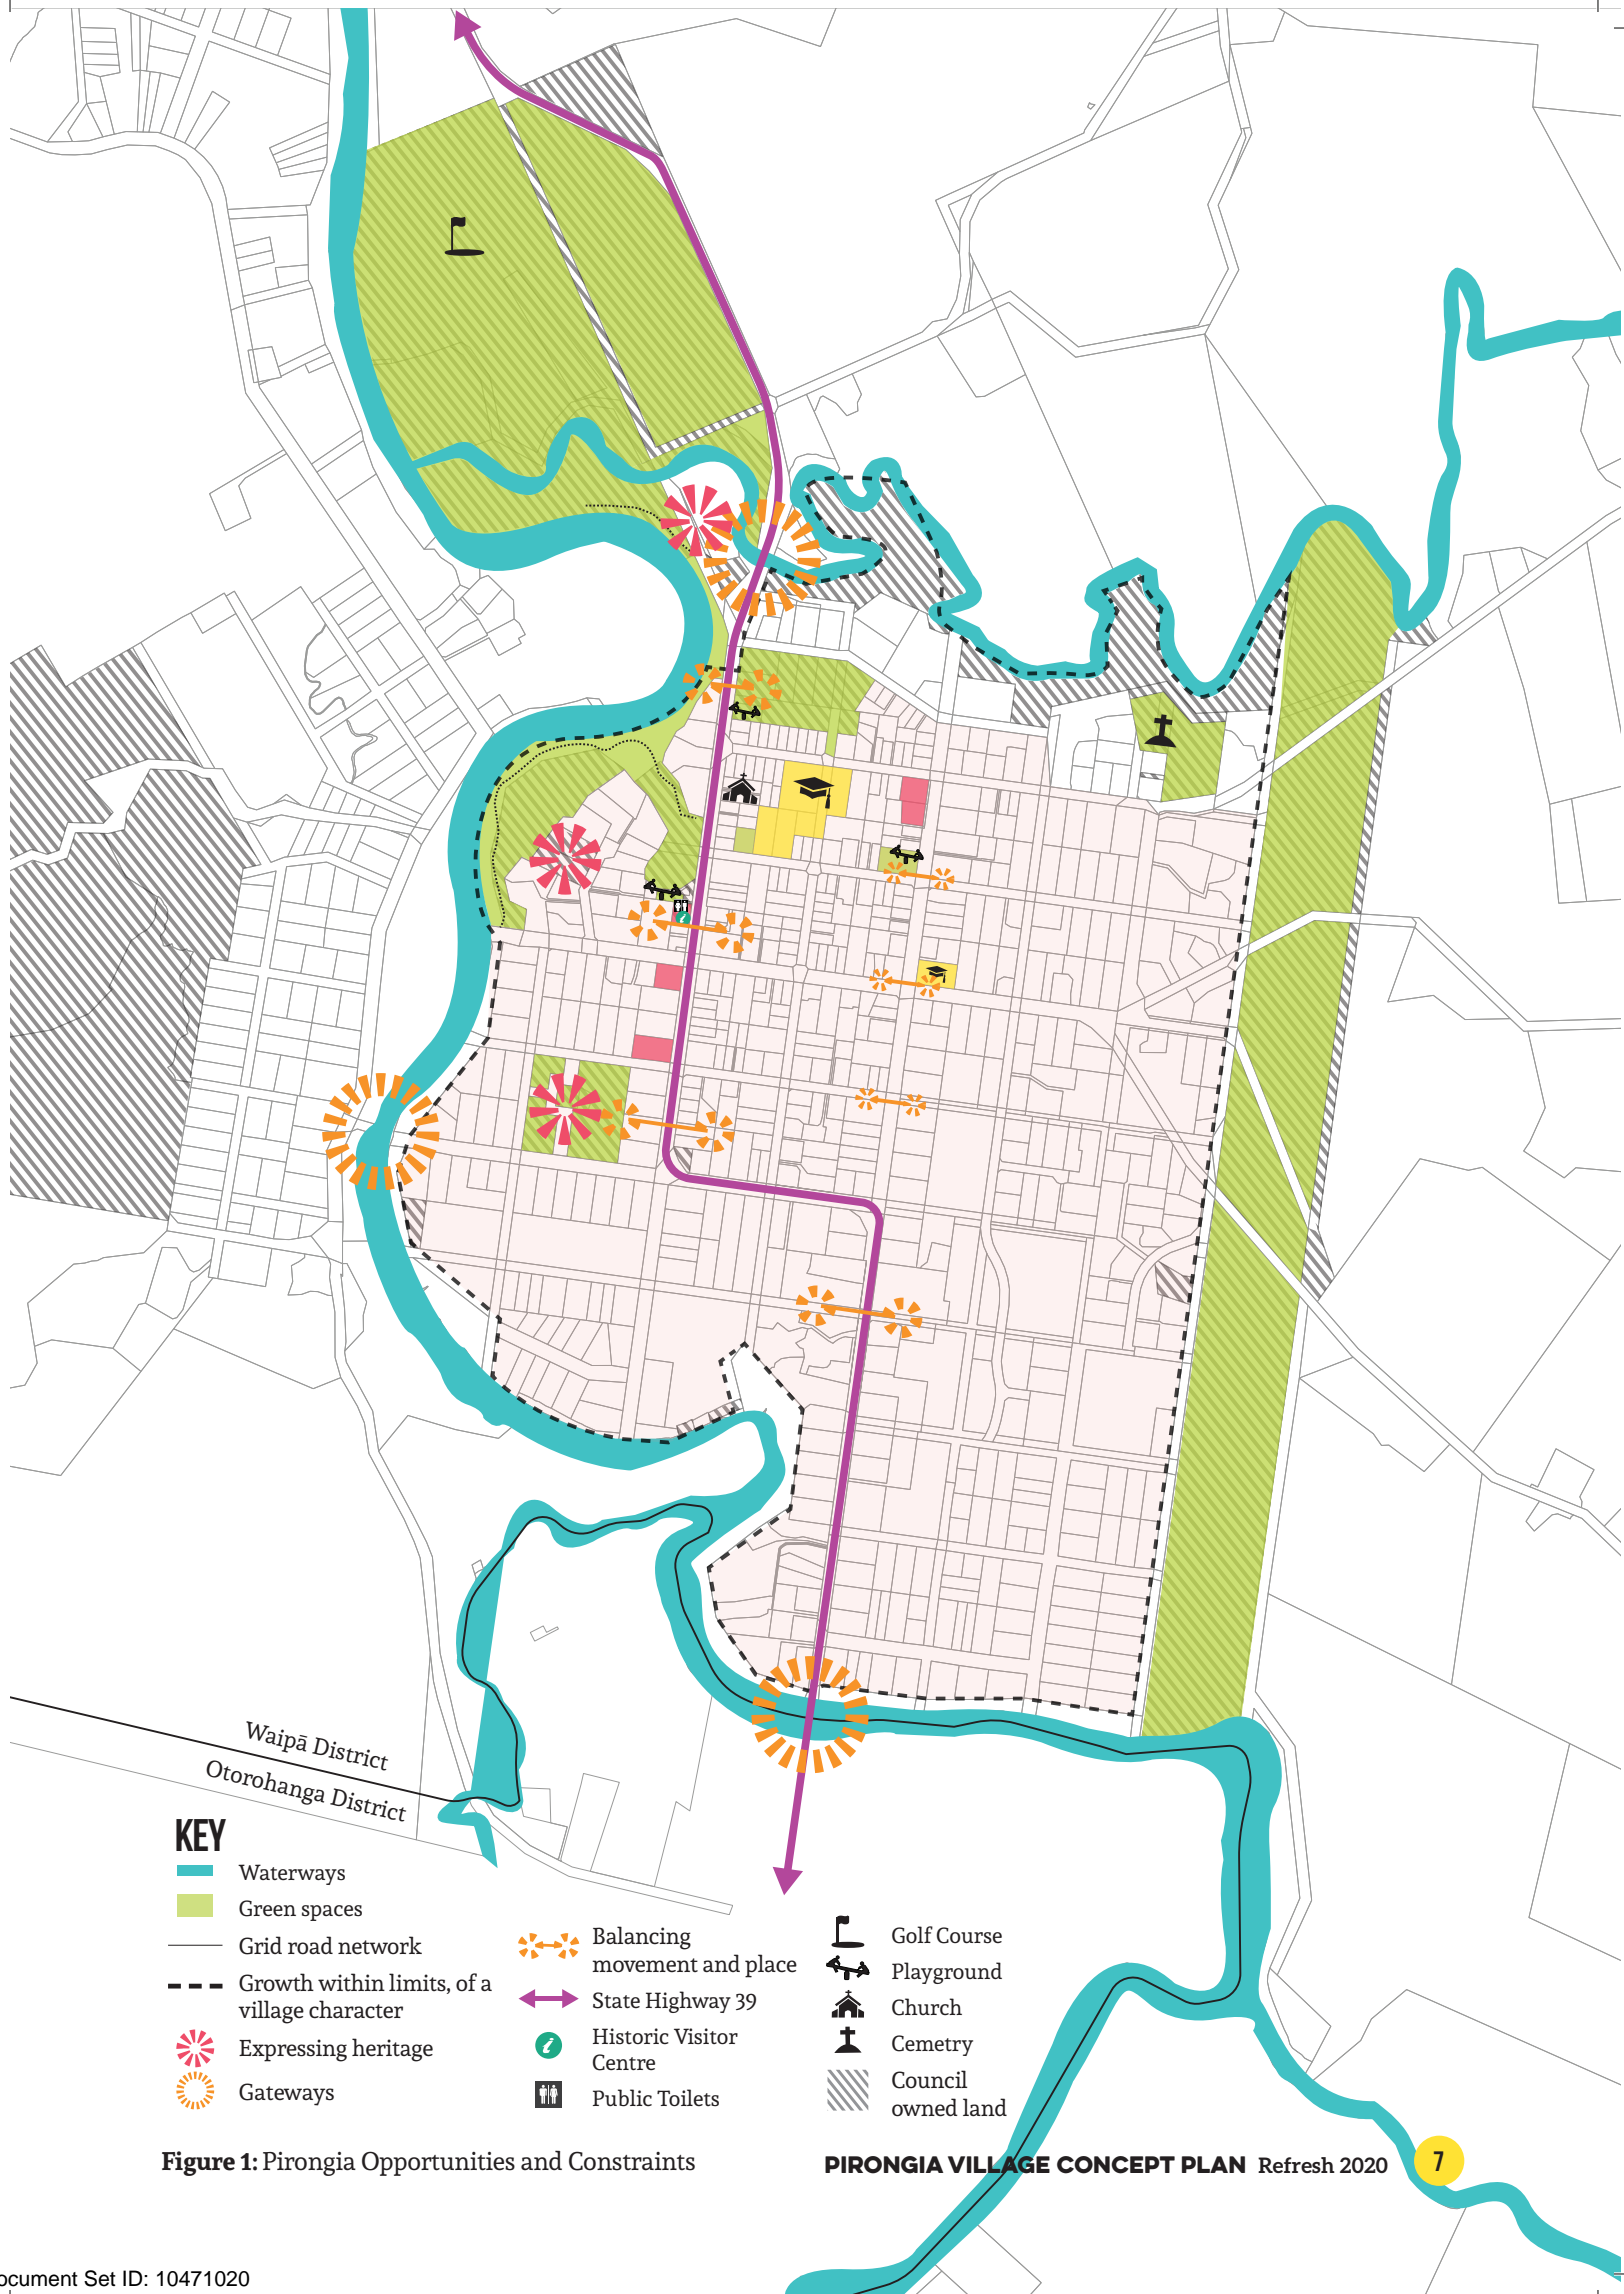 Waipā District
Otorohanga District
KEY
Waterways
Green spaces
Grid road network
Growth within limits, of a
village character
Expressing heritage
Gateways
Balancing
movement and place
State Highway 39
Historic Visitor
Centre
Public Toilets
Golf Course
Playground
Church
Cemetry
Council
owned land
Figure 1: Pirongia Opportunities and Constraints
PIRONGIA VILLAGE CONCEPT PLAN Refresh 2020
7
ocument Set ID: 10471020